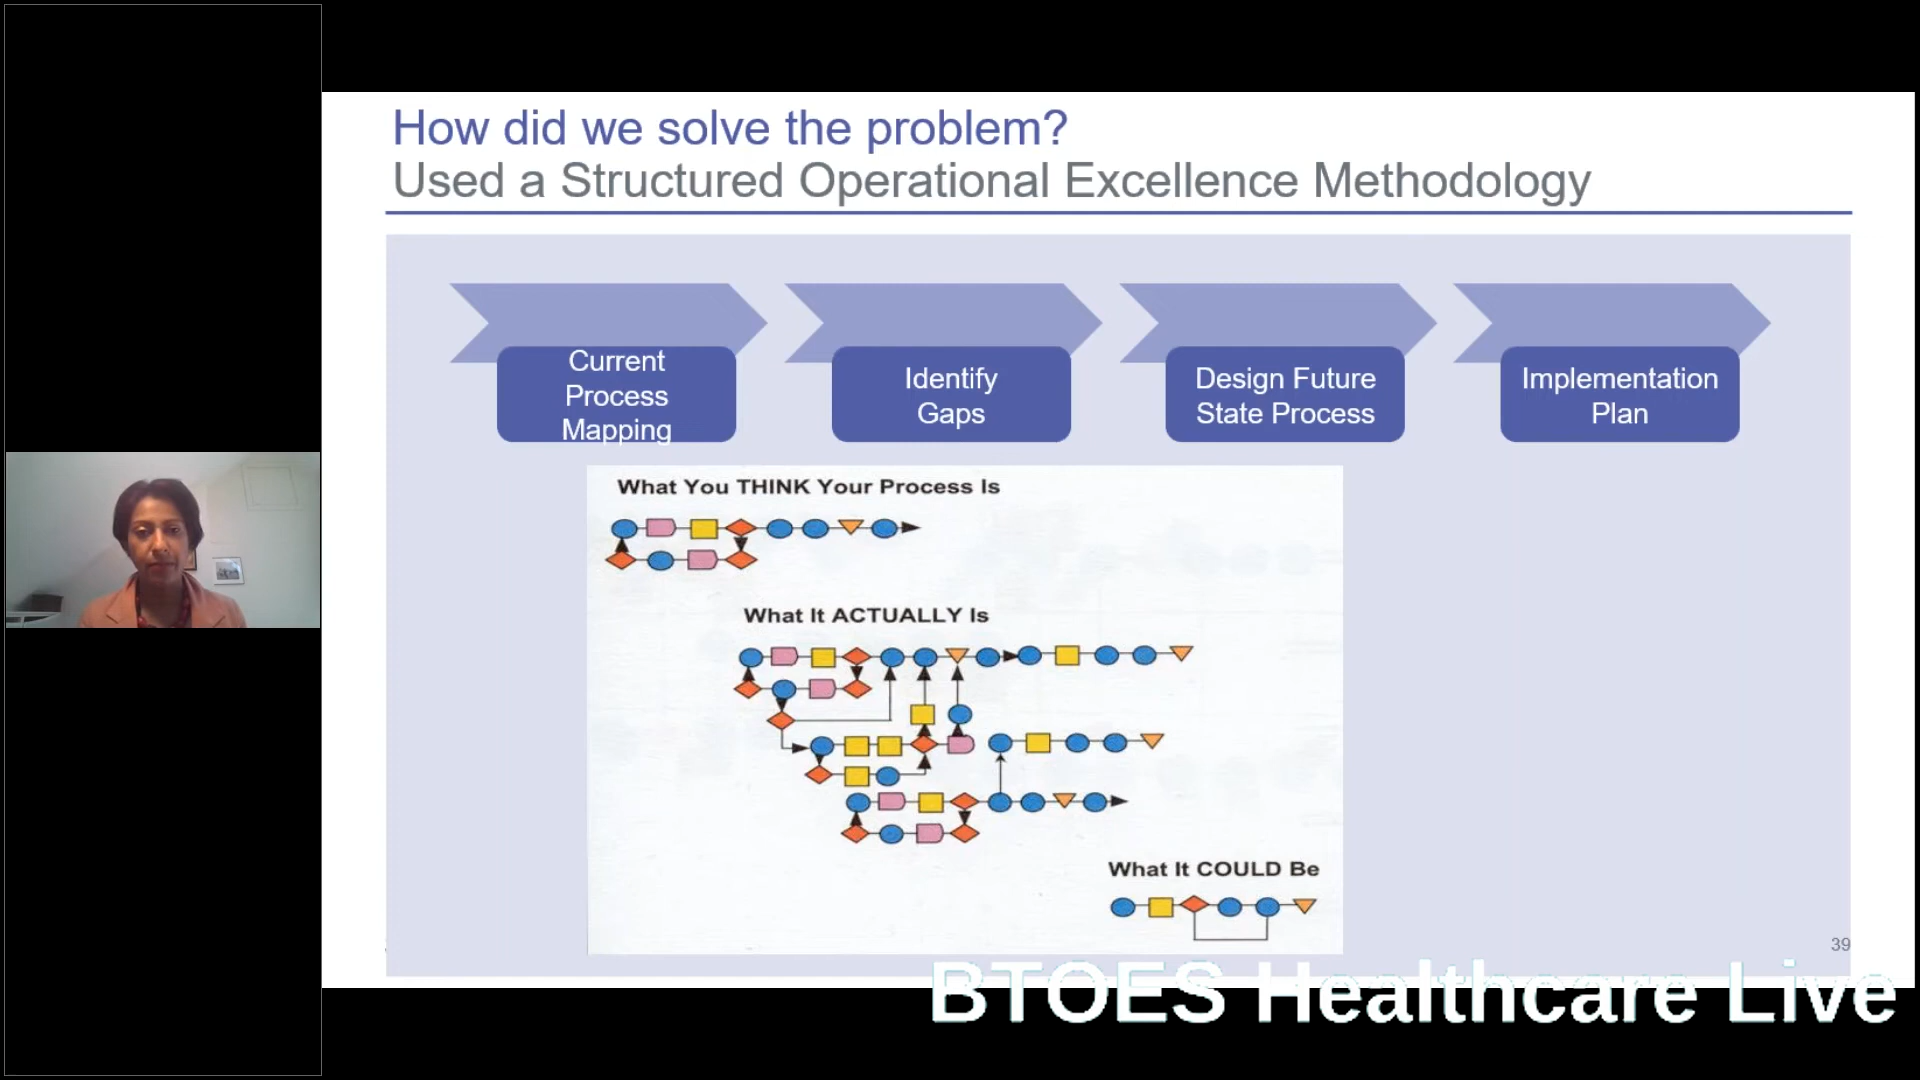 How did we solve the problem?
Used a Structured Operational Excellence Methodology
Current
Process
Mapping
Identify
Gaps
Design Future
State Process
Implementation
Plan
What You THINK Your Process Is
What It ACTUALLY Is
What It COULD Be
39
BTOES Healthcare Live